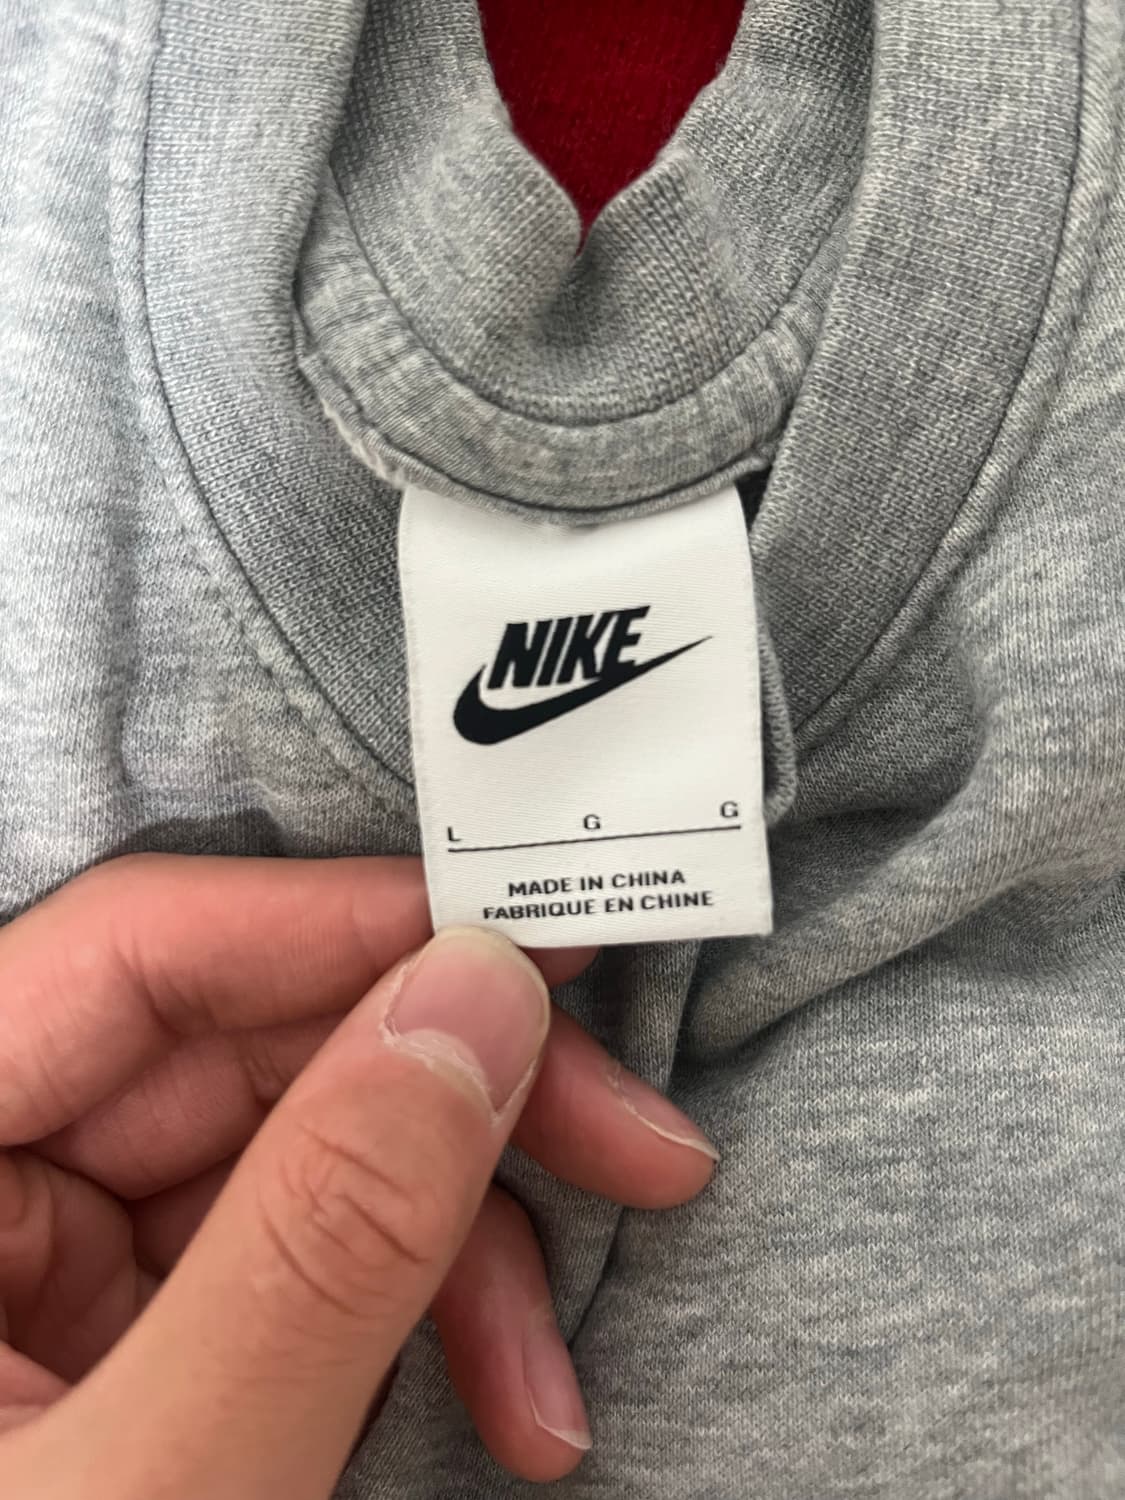 NIKE
L G G
MADE IN CHINA
FABRIQUE EN CHINE